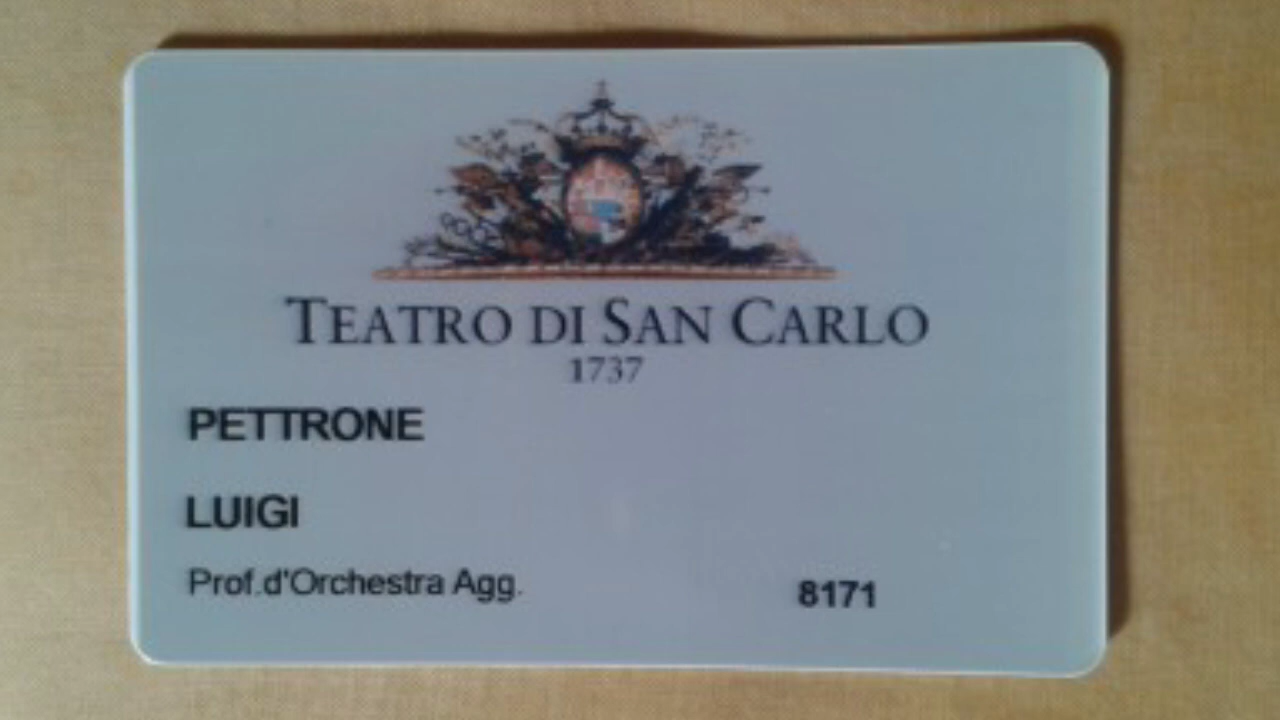 TEATRO DI SAN CARLO
1737
PETTRONE
LUIGI
Prof.d'Orchestra Agg.
8171